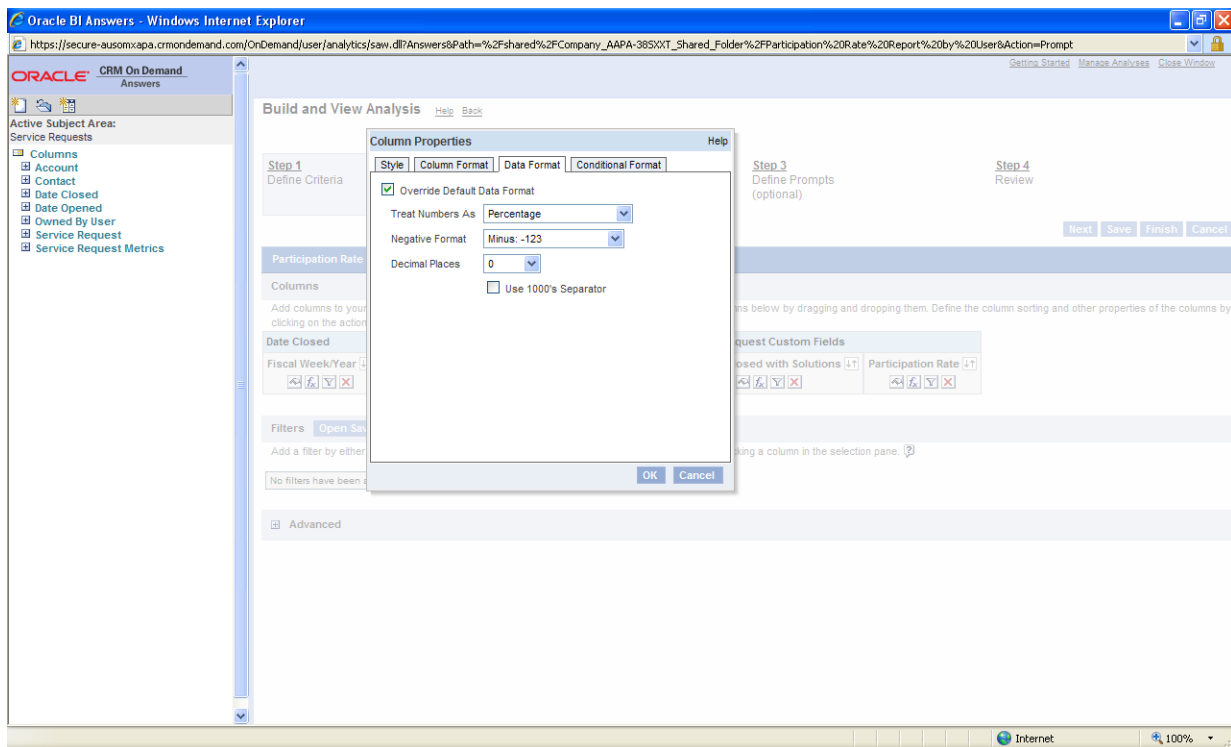 Oracle BI Answers - Windows Internet Explorer
https://secure-ausomxapa.crmondemand.com/OnDemand/user/analytics/saw.dll?Answers&Path=%2Fshared%2FCompany_AAPA-38SXXT_Shared_Folder%2FParticipation%20Rate%20Report%20by%20User&Action=Prompt
ORACLE CRM On Demand
Answers
Getting Started Manage Analyses Close Window
Active Subject Area:
Service Requests
Columns
Account
Contact
Date Closed
Date Opened
Owned By User
Service Request
Service Request Metrics
Build and View Analysis Help Back
Step 1
Define Criteria
Step 3
Define Prompts
(optional)
Step 4
Review
Next Save Finish Cancel
Column Properties Help
Style Column Format Data Format Conditional Format
Override Default Data Format
Treat Numbers As Percentage
Negative Format Minus: -123
Decimal Places 0
Use 1000's Separator
OK Cancel
Participation Rate
Columns
Add columns to your
ns below by dragging and dropping them. Define the column sorting and other properties of the columns by
clicking on the action
Date Closed
quest Custom Fields
Fiscal Week/Year
osed with Solutions Participation Rate
Filters Open Sav
Add a filter by either
king a column in the selection pane.
No filters have been a
Advanced
Internet 100%